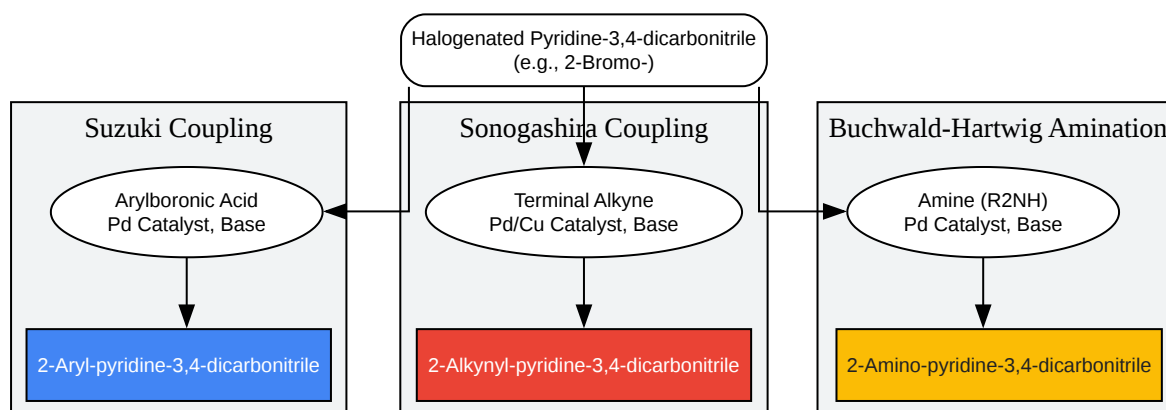 Halogenated Pyridine-3,4-dicarbonitrile
(e.g., 2-Bromo-)
Suzuki Coupling
Sonogashira Coupling
Buchwald-Hartwig Amination
Arylboronic Acid
Pd Catalyst, Base
Terminal Alkyne
Pd/Cu Catalyst, Base
Amine (R2NH)
Pd Catalyst, Base
2-Aryl-pyridine-3,4-dicarbonitrile
2-Alkynyl-pyridine-3,4-dicarbonitrile
2-Amino-pyridine-3,4-dicarbonitrile